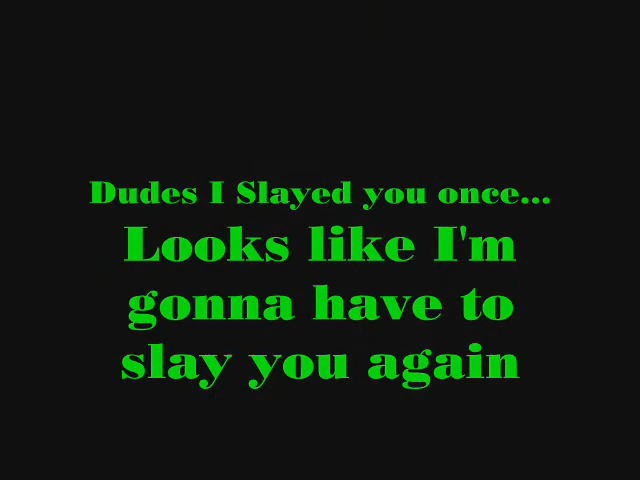 Dudes I Slayed you once...
Looks like I'm
gonna have to
slay you again